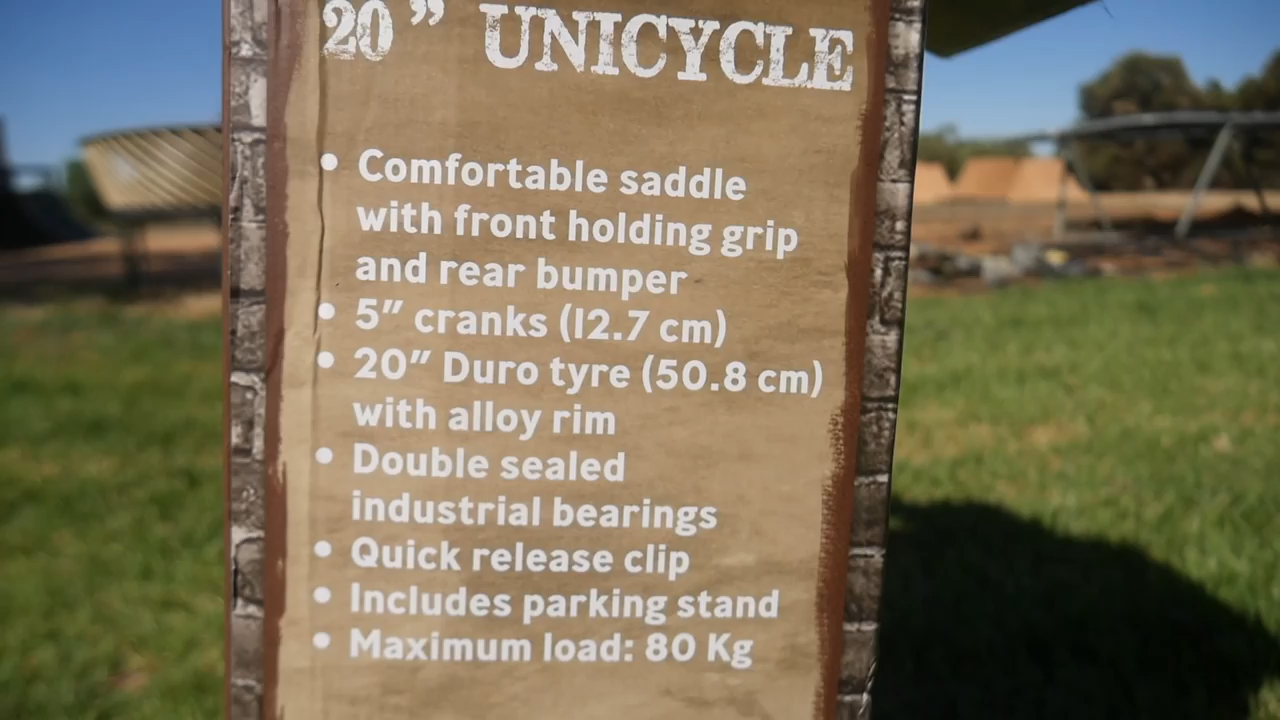 20” UNICYCLE
• Comfortable saddle
with front holding grip
and rear bumper
• 5” cranks (12.7 cm)
• 20” Duro tyre (50.8 cm)
with alloy rim
• Double sealed
industrial bearings
• Quick release clip
• Includes parking stand
• Maximum load: 80 Kg